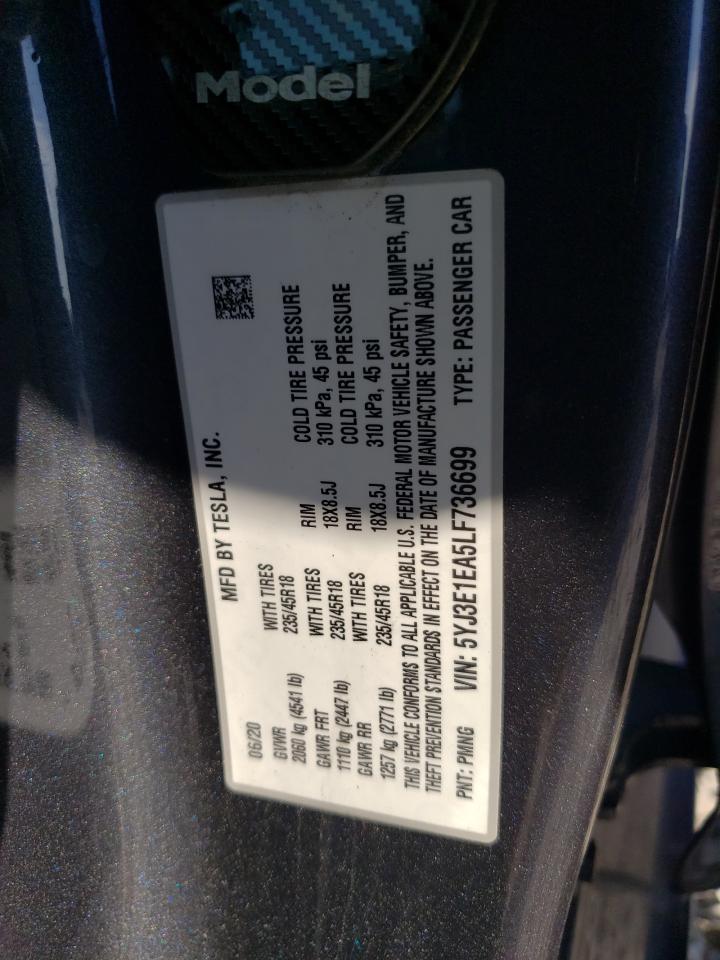 Model
MFD BY TESLA, INC.
06/20
GVWR WITH TIRES RIM COLD TIRE PRESSURE
2060 kg (4541 lb) 235/45R18 18X8.5J 310 kPa, 45 psi
GAWR FRT WITH TIRES RIM COLD TIRE PRESSURE
1110 kg (2447 lb) 235/45R18 18X8.5J 310 kPa, 45 psi
GAWR RR
1257 kg (2771 lb) 235/45R18
THIS VEHICLE CONFORMS TO ALL APPLICABLE U.S. FEDERAL MOTOR VEHICLE SAFETY, BUMPER, AND
THEFT PREVENTION STANDARDS IN EFFECT ON THE DATE OF MANUFACTURE SHOWN ABOVE.
PNT: PMNG VIN: 5YJ3E1EA5LF736699 TYPE: PASSENGER CAR